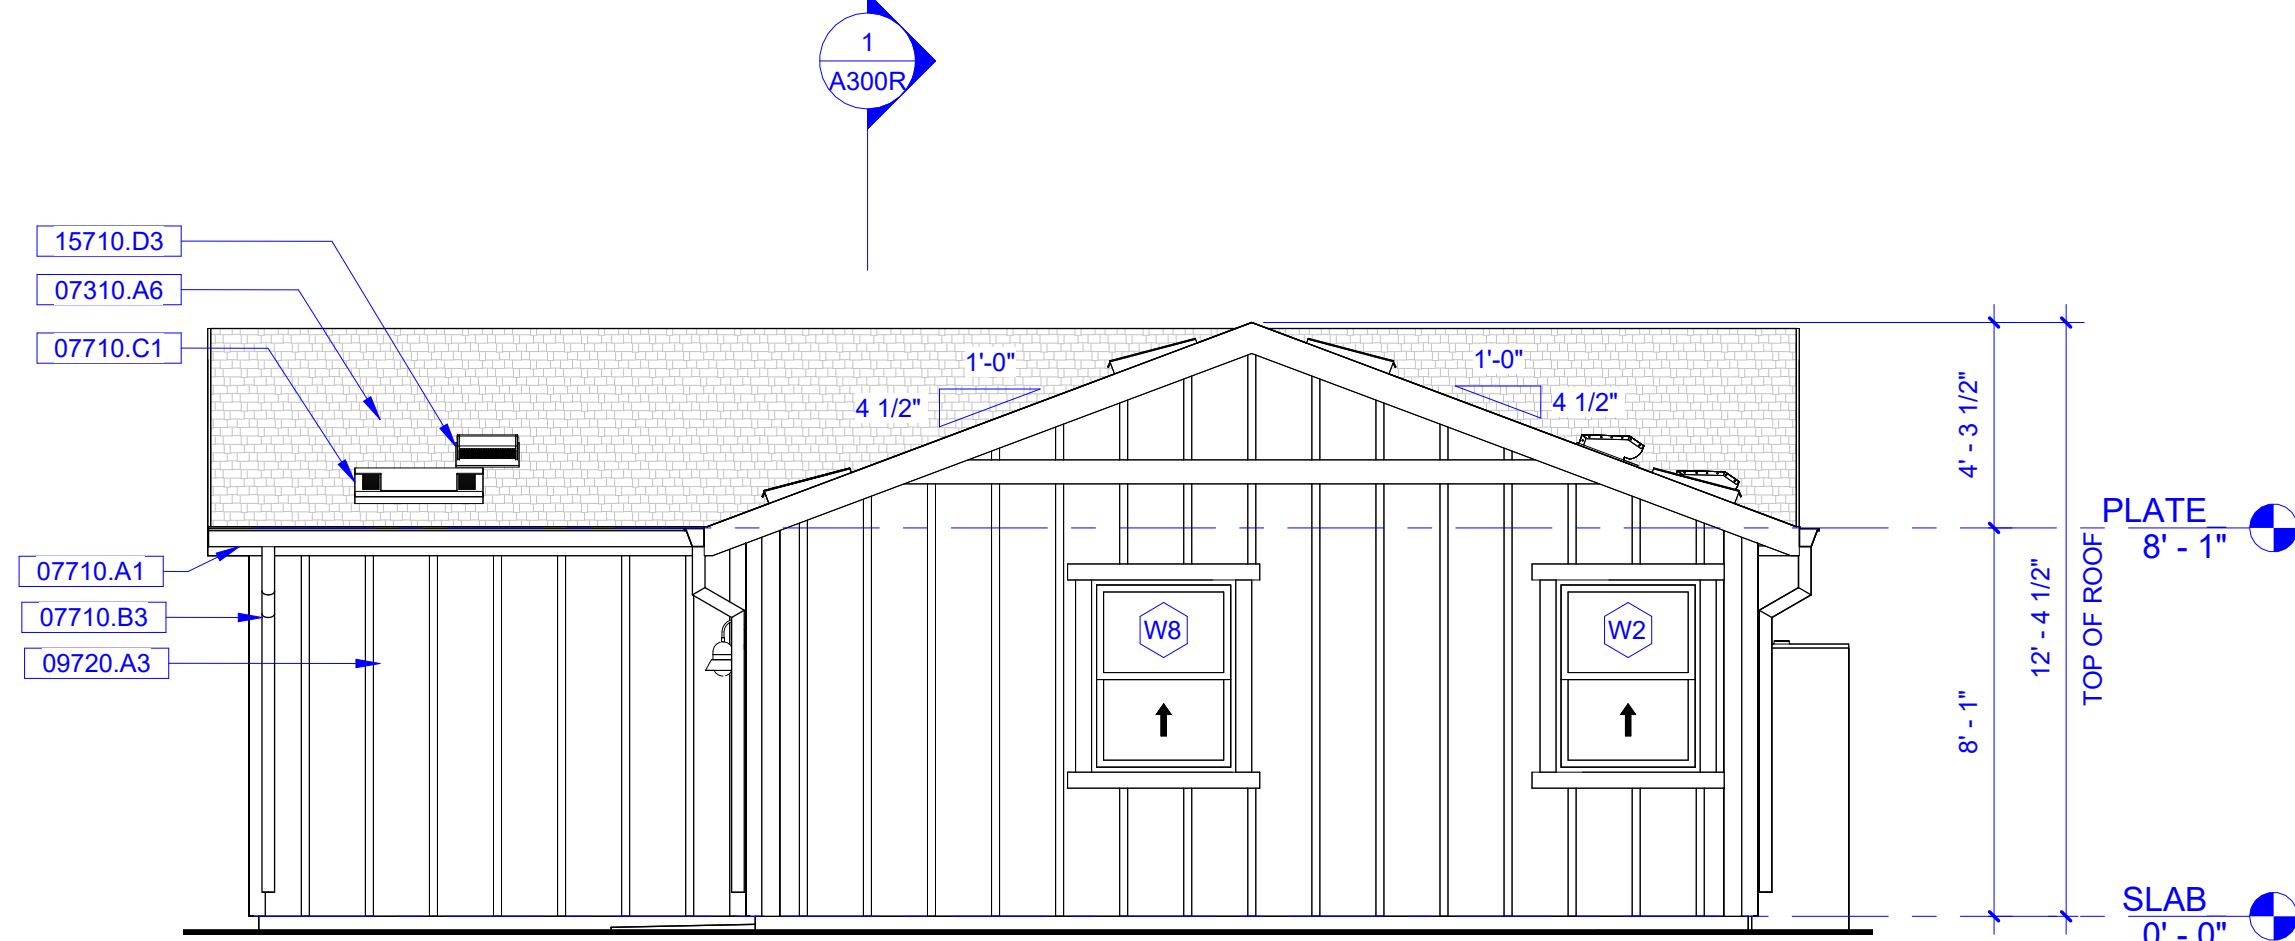 1
A300R
15710.D3
07310.A6
07710.C1
07710.A1
07710.B3
09720.A3
1'-0"
4 1/2"
1'-0"
4 1/2"
W8
W2
4' - 3 1/2"
8' - 1"
12' - 4 1/2"
TOP OF ROOF
PLATE
8' - 1"
SLAB
0' - 0"